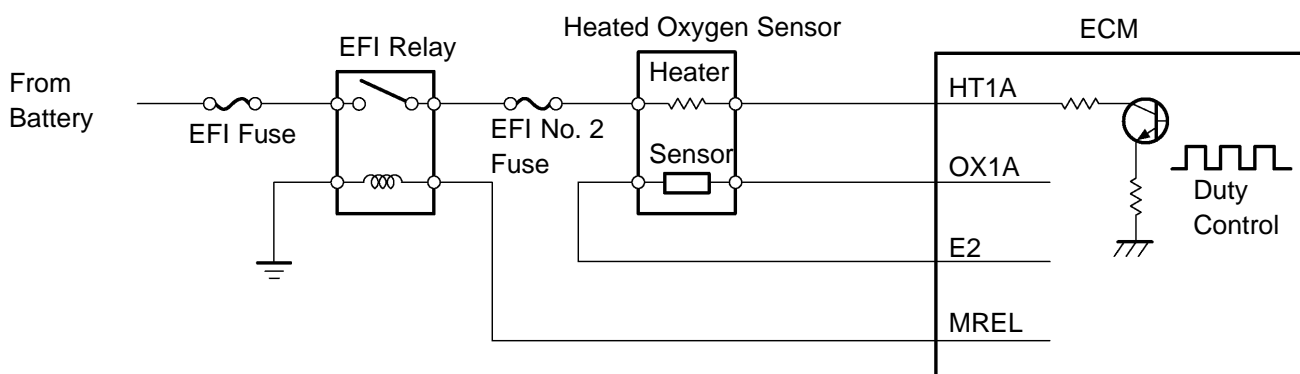 From
Battery
EFI Fuse
EFI Relay
EFI No. 2
Fuse
Heated Oxygen Sensor
Heater
Sensor
ECM
HT1A
OX1A
E2
MREL
Duty
Control